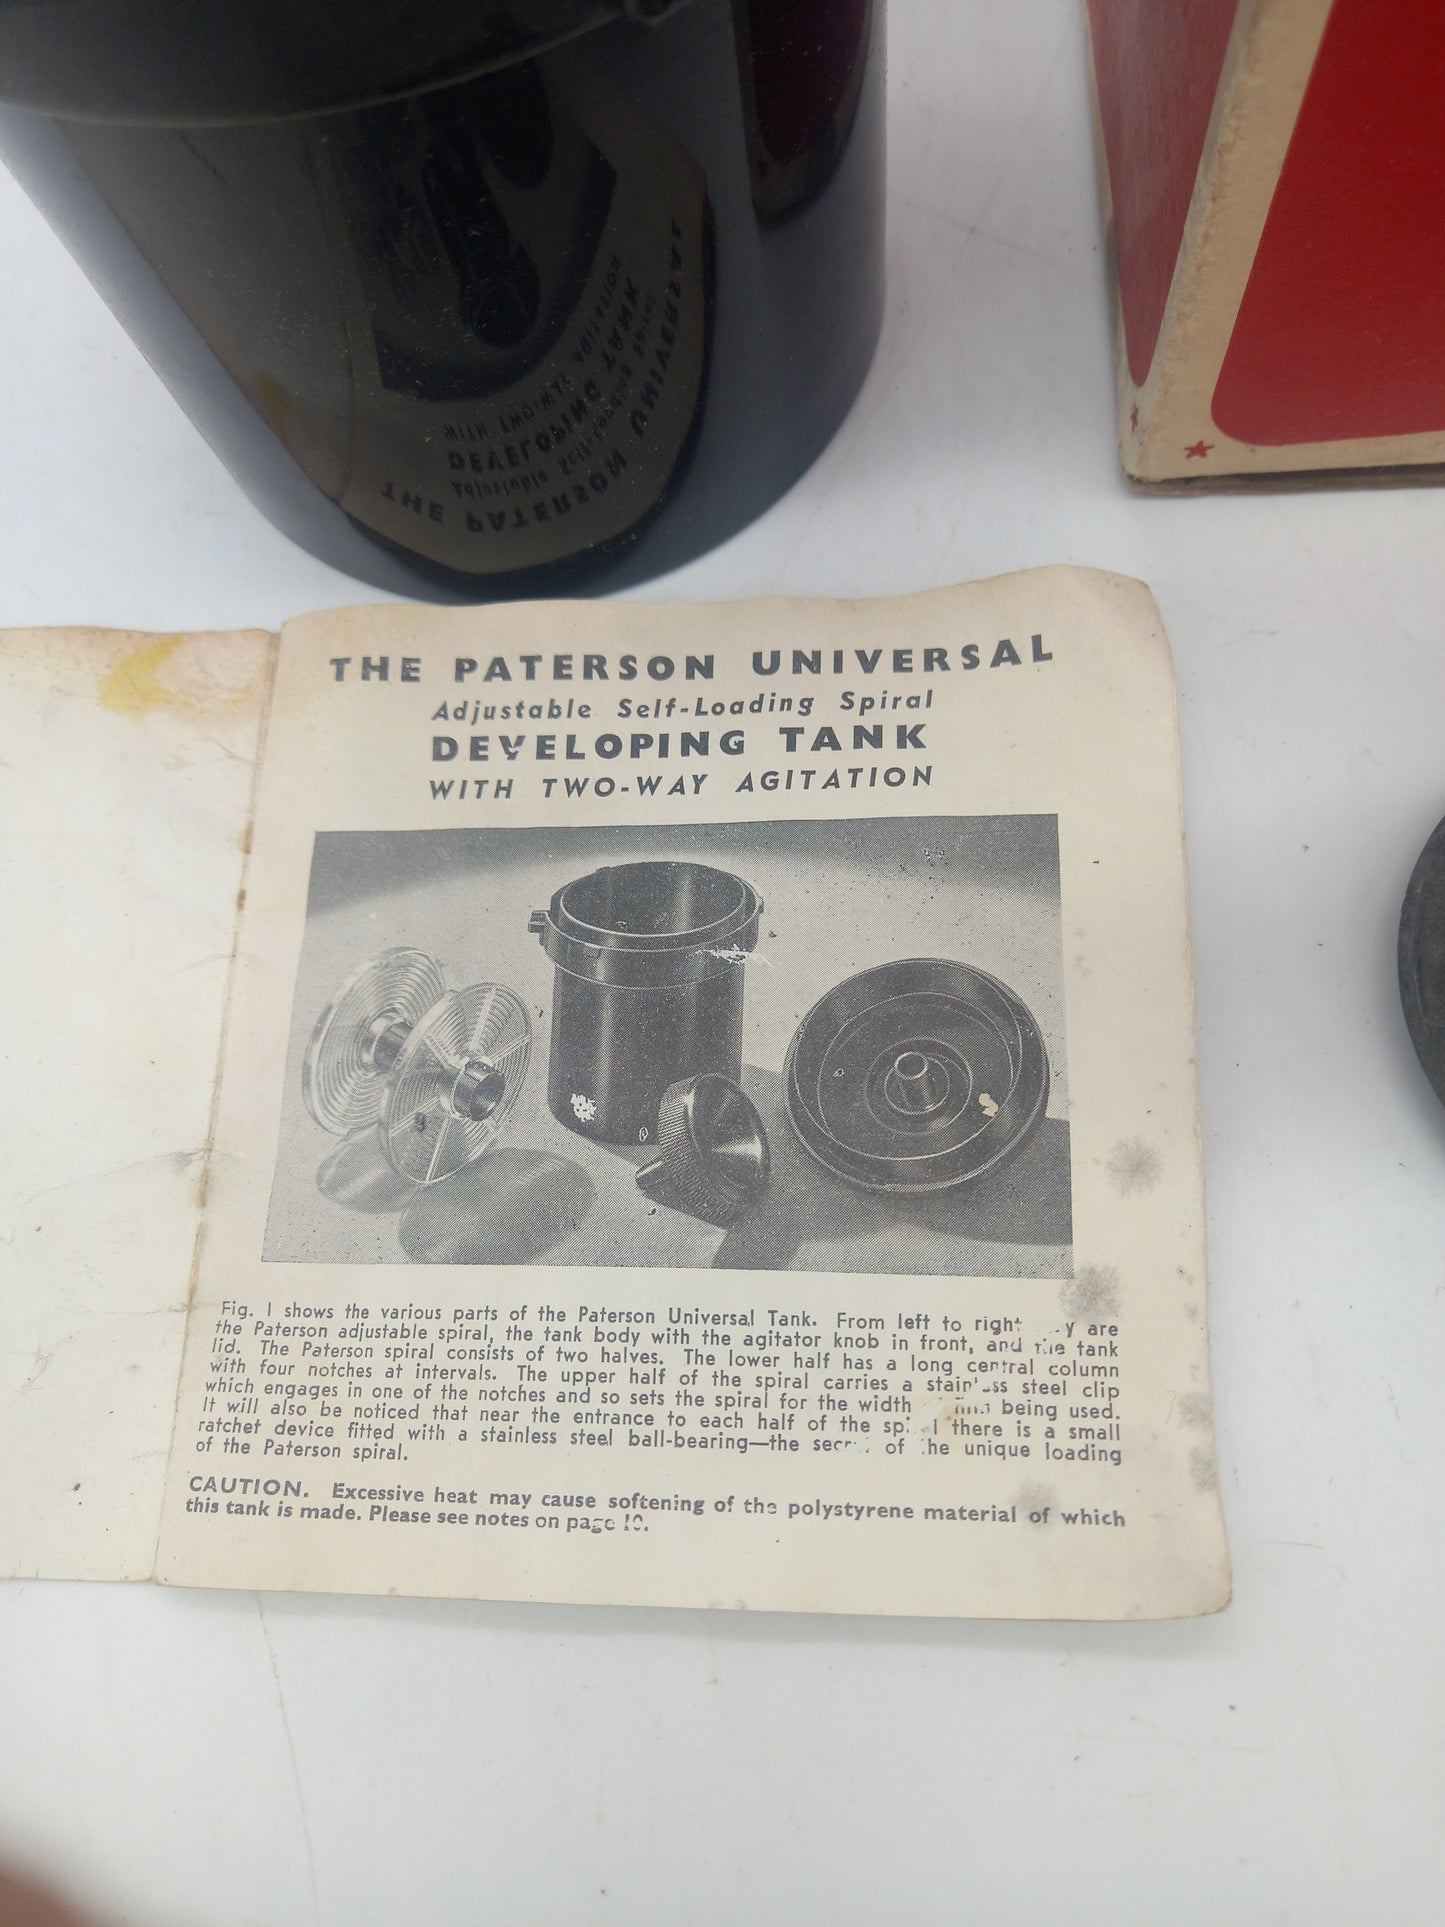 THE PATERSON UNIVERSAL
Adjustable Self-Loading Spiral
DEVELOPING TANK
WITH TWO-WAY AGITATION
Fig. 1 shows the various parts of the Paterson Universal Tank. From left to right are
the Paterson adjustable spiral, the tank body with the agitator knob in front, and the tank
lid. The Paterson spiral consists of two halves. The lower half has a long central column
with four notches at intervals. The upper half of the spiral carries a stainless steel clip
which engages in one of the notches and so sets the spiral for the width being used.
It will also be noticed that near the entrance to each half of the spiral there is a small
ratchet device fitted with a stainless steel ball-bearing—the secret of the unique loading
of the Paterson spiral.
CAUTION. Excessive heat may cause softening of the polystyrene material of which
this tank is made. Please see notes on page 10.